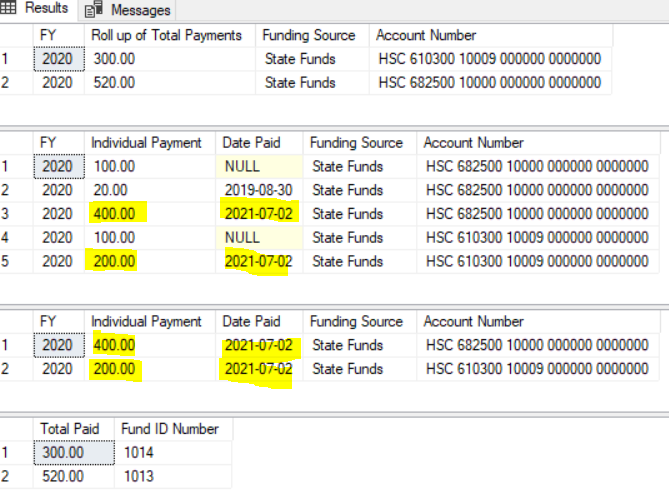 Results Messages
FY Roll up of Total Payments Funding Source Account Number
1 2020 300.00 State Funds HSC 610300 10009 000000 0000000
2 2020 520.00 State Funds HSC 682500 10000 000000 0000000
FY Individual Payment Date Paid Funding Source Account Number
1 2020 100.00 NULL State Funds HSC 682500 10000 000000 0000000
2 2020 20.00 2019-08-30 State Funds HSC 682500 10000 000000 0000000
3 2020 400.00 2021-07-02 State Funds HSC 682500 10000 000000 0000000
4 2020 100.00 NULL State Funds HSC 610300 10009 000000 0000000
5 2020 200.00 2021-07-02 State Funds HSC 610300 10009 000000 0000000
FY Individual Payment Date Paid Funding Source Account Number
1 2020 400.00 2021-07-02 State Funds HSC 682500 10000 000000 0000000
2 2020 200.00 2021-07-02 State Funds HSC 610300 10009 000000 0000000
Total Paid Fund ID Number
1 300.00 1014
2 520.00 1013